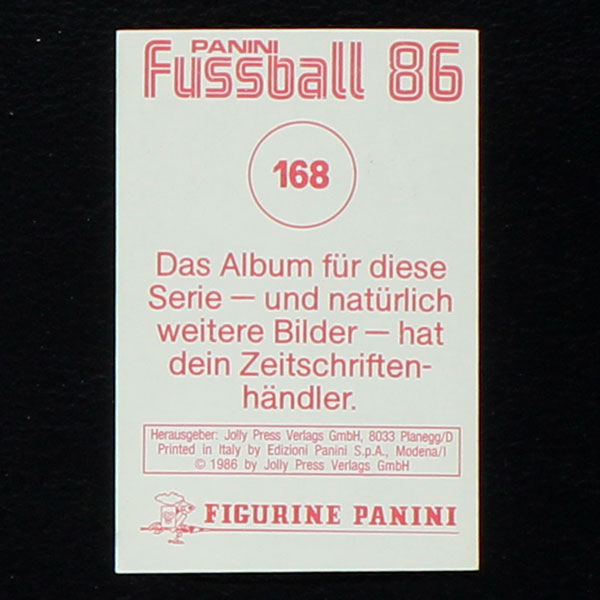 PANINI
Fussball 86
168
Das Album für diese
Serie — und natürlich
weitere Bilder — hat
dein Zeitschriften-
händler.
Herausgeber: Jolly Press Verlags GmbH, 8033 Planegg/D
Printed in Italy by Edizioni Panini S.p.A., Modena/I
© 1986 by Jolly Press Verlags GmbH
FIGURINE PANINI